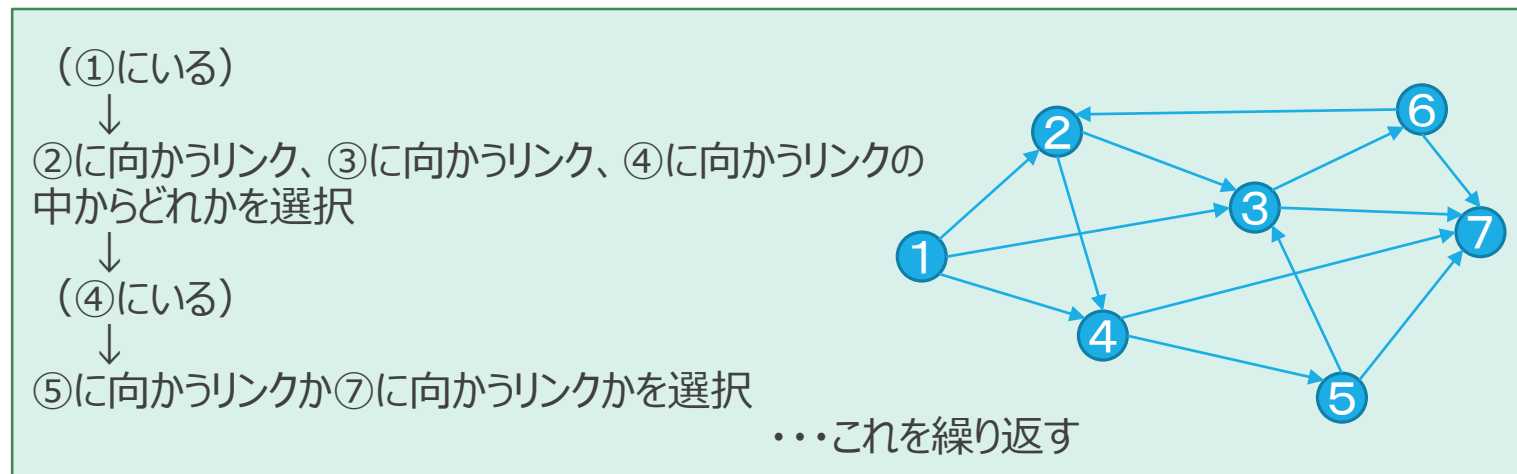 （①にいる）
↓
②に向かうリンク、③に向かうリンク、④に向かうリンクの
中からどれかを選択
↓
（④にいる）
↓
⑤に向かうリンクか⑦に向かうリンクかを選択
・・・これを繰り返す
6
2
3
7
1
4
5